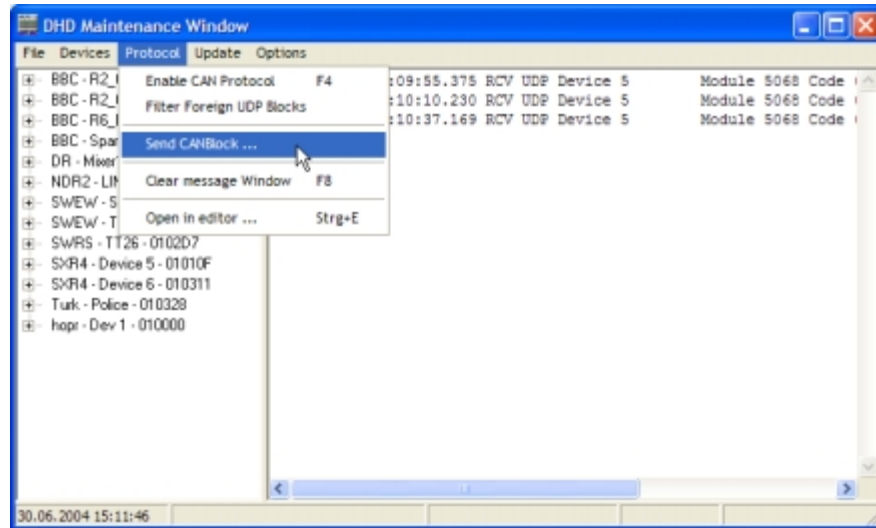 DHD Maintenance Window
File Devices Protocol Update Options
BBC - R2_
BBC - R2_
BBC - R6_
BBC - Spar
DR - Mixer
NDR2 - LIN
SWEW - S
SWEW - T
SWRS - TT26 - 0102D7
SXR4 - Device 5 - 01010F
SXR4 - Device 6 - 010311
Turk. - Police - 010328
hopr - Dev 1 - 010000
Enable CAN Protocol F4
Filter Foreign UDP Blocks
Send CANBlock ...
Clear message Window F8
Open in editor ... Strg+E
:09:55.375 RCV UDP Device 5 Module 5068 Code
:10:10.230 RCV UDP Device 5 Module 5068 Code
:10:37.169 RCV UDP Device 5 Module 5068 Code
30.06.2004 15:11:46